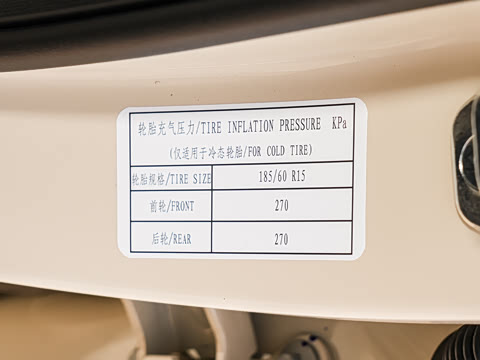 轮胎充气压力/TIRE INFLATION PRESSURE KPa
(仅适用于冷态轮胎/FOR COLD TIRE)
轮胎规格/TIRE SIZE 185/60 R15
前轮/FRONT 270
后轮/REAR 270